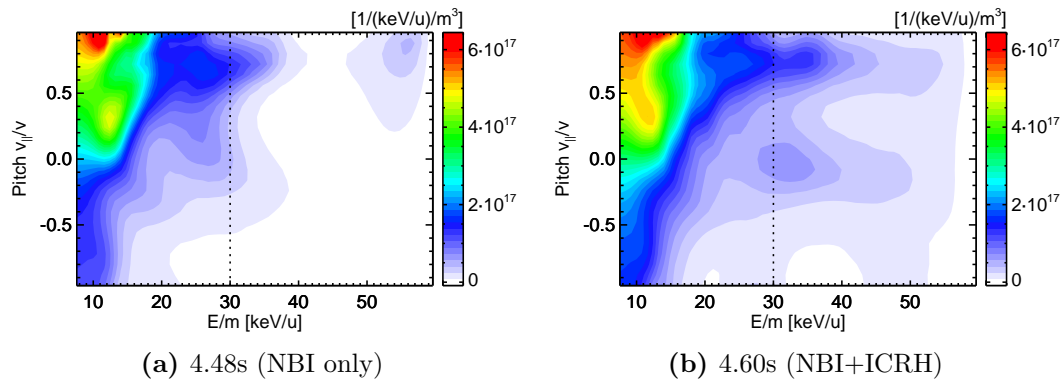 [1/(keV/u)/m³]
6·10¹⁷
4·10¹⁷
2·10¹⁷
0
Pitch v||/v
0.5
0.0
-0.5
10 20 30 40 50
E/m [keV/u]
(a) 4.48s (NBI only)
[1/(keV/u)/m³]
6·10¹⁷
4·10¹⁷
2·10¹⁷
0
Pitch v||/v
0.5
0.0
-0.5
10 20 30 40 50
E/m [keV/u]
(b) 4.60s (NBI+ICRH)